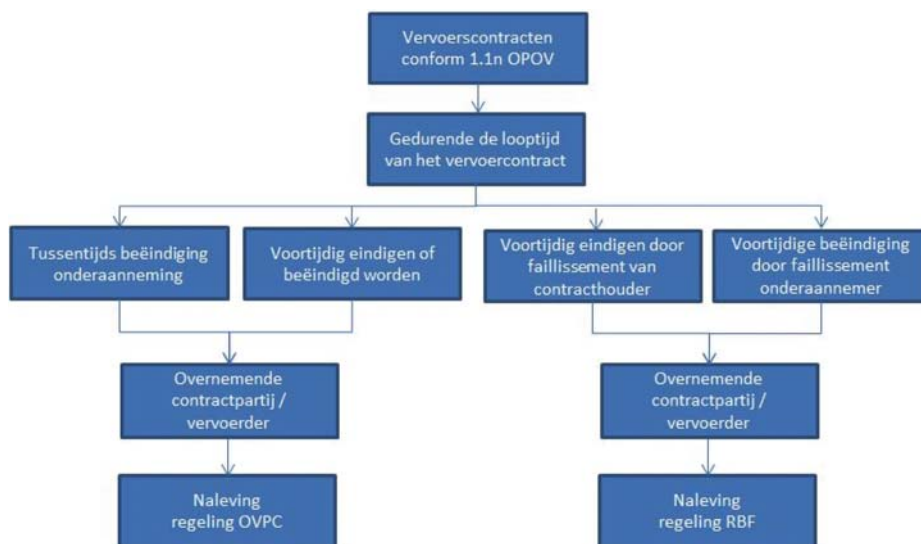 Vervoerscontracten
conform 1.1n OPOV
Gedurende de looptijd
van het vervoercontract
Tussentijds beëindiging
onderaanneming
Voortijdig eindigen of
beëindigd worden
Voortijdig eindigen door
faillissement van
contracthouder
Voortijdige beëindiging
door faillissement
onderaannemer
Overnemende
contractpartij /
vervoerder
Overnemende
contractpartij /
vervoerder
Naleving
regeling OVPC
Naleving
regeling RBF